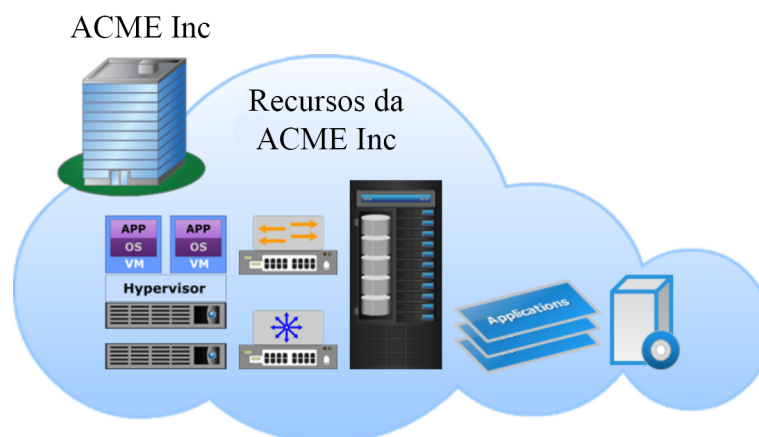 ACME Inc
Recursos da
ACME Inc
APP
OS
VM
APP
OS
VM
Hypervisor
Applications